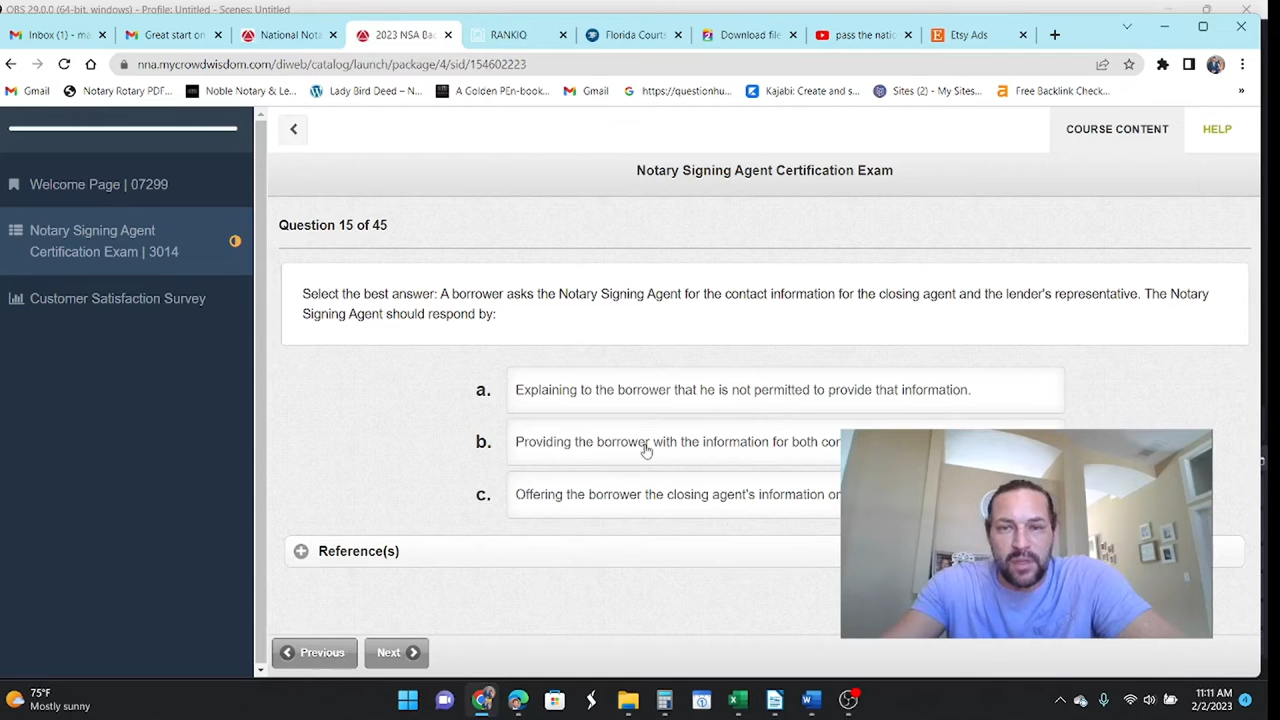 OBS 29.0.0 (64-bit, windows) - Profile: Untitled - Scenes: Untitled
Inbox (1) - ma
Great start on
National Nota
2023 NSA Bac
RANKIQ
Florida Courts
Download file
pass the natio
Etsy Ads
nna.mycrowdwisdom.com/diweb/catalog/launch/package/4/sid/154602223
Gmail
Notary Rotary PDF...
Noble Notary & Le...
Lady Bird Deed – N...
A Golden PEn-book...
Gmail
https://questionhu...
Kajabi: Create and s...
Sites (2) - My Sites...
Free Backlink Check...
»
COURSE CONTENT
HELP
Notary Signing Agent Certification Exam
Welcome Page | 07299
Notary Signing Agent
Certification Exam | 3014
Customer Satisfaction Survey
Question 15 of 45
Select the best answer: A borrower asks the Notary Signing Agent for the contact information for the closing agent and the lender's representative. The Notary
Signing Agent should respond by:
a. Explaining to the borrower that he is not permitted to provide that information.
b. Providing the borrower with the information for both con
c. Offering the borrower the closing agent's information on
Reference(s)
Previous
Next
75°F
Mostly sunny
11:11 AM
2/2/2023